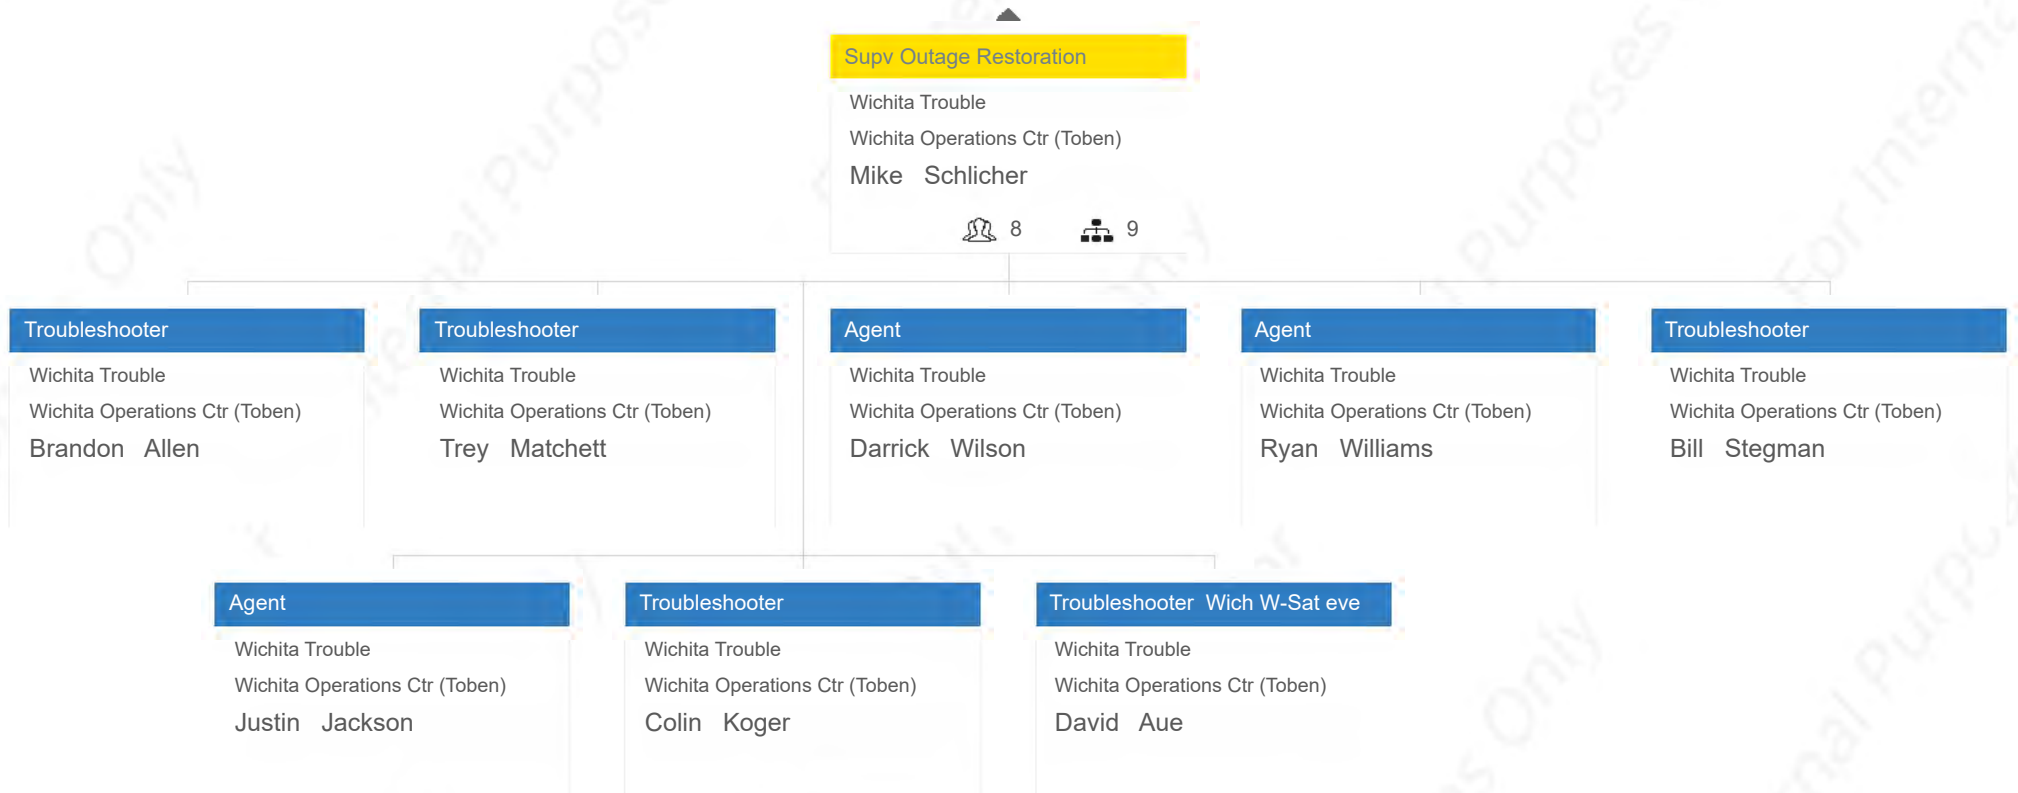 Supv Outage Restoration
Wichita Trouble
Wichita Operations Ctr (Toben)
Mike Schlicher
8 9
Troubleshooter
Wichita Trouble
Wichita Operations Ctr (Toben)
Brandon Allen
Troubleshooter
Wichita Trouble
Wichita Operations Ctr (Toben)
Trey Matchett
Agent
Wichita Trouble
Wichita Operations Ctr (Toben)
Darrick Wilson
Agent
Wichita Trouble
Wichita Operations Ctr (Toben)
Ryan Williams
Troubleshooter
Wichita Trouble
Wichita Operations Ctr (Toben)
Bill Stegman
Agent
Wichita Trouble
Wichita Operations Ctr (Toben)
Justin Jackson
Troubleshooter
Wichita Trouble
Wichita Operations Ctr (Toben)
Colin Koger
Troubleshooter Wich W-Sat eve
Wichita Trouble
Wichita Operations Ctr (Toben)
David Aue